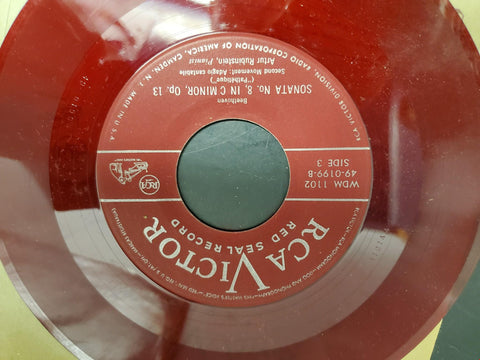 RCA VICTOR
RED SEAL RECORD
WDM 1102
49-0199-B
SIDE 3
Beethoven
SONATA No. 8, IN C MINOR, Op. 13
("Pathétique")
Second Movement: Adagio cantabile
Artur Rubinstein, Pianist
RCA VICTOR DIVISION, RADIO CORPORATION OF AMERICA, CAMDEN, N. J. MADE IN U.S.A.
RCA